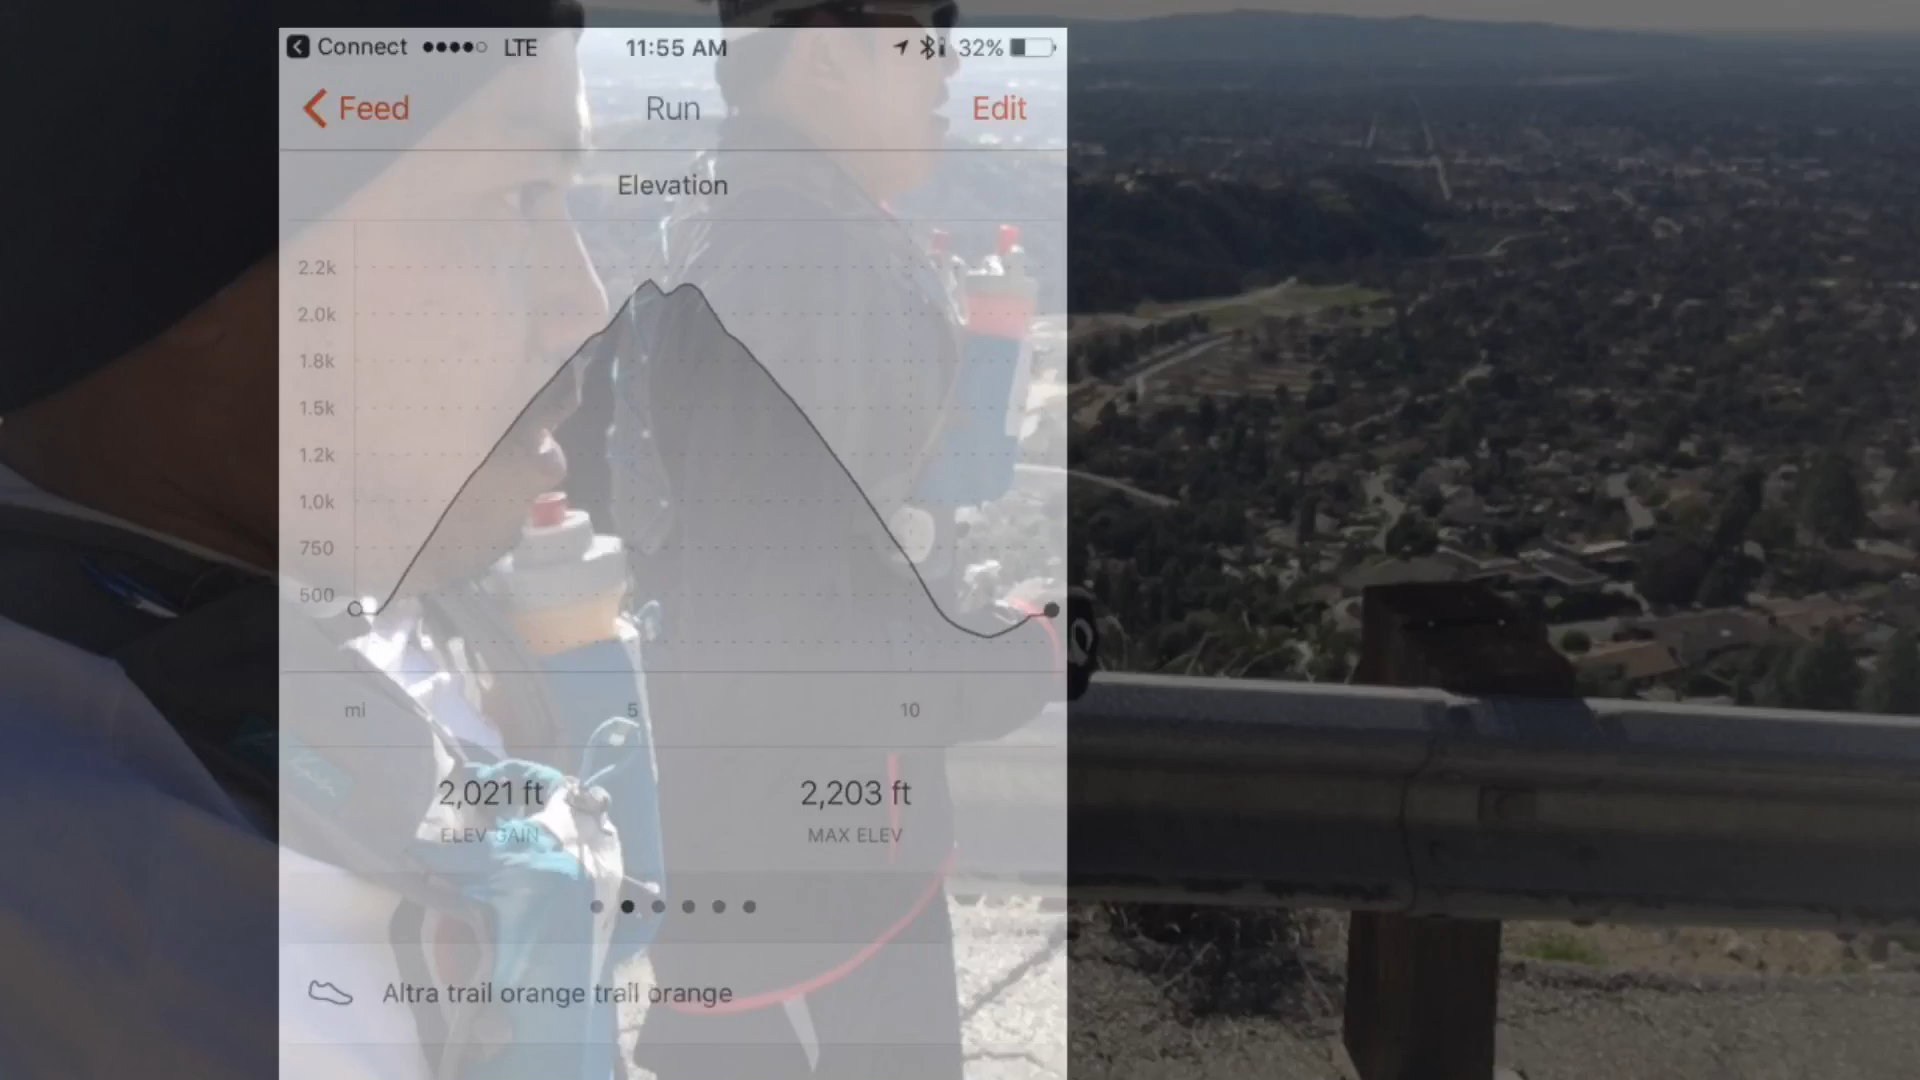 Connect LTE 11:55 AM 32%
Feed Run Edit
Elevation
2.2k
2.0k
1.8k
1.5k
1.2k
1.0k
750
500
mi 5 10
2,021 ft 2,203 ft
ELEV GAIN MAX ELEV
Altra trail orange trail orange